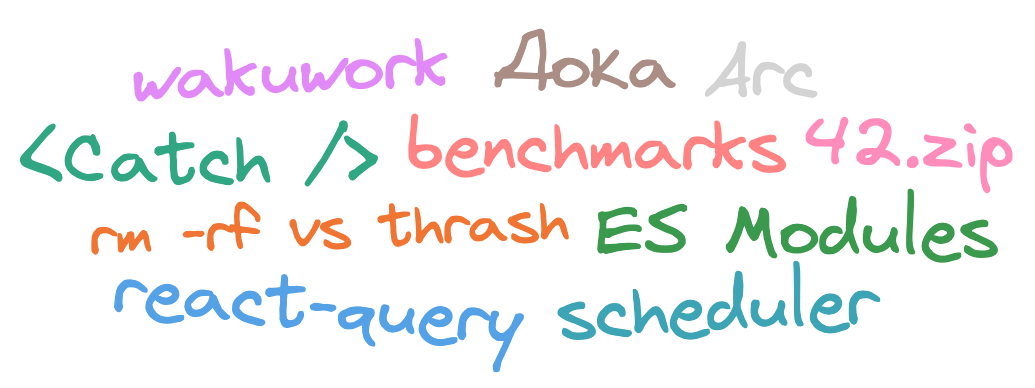 wakuwork Дока Arc
<Catch /> benchmarks 42.zip
rm -rf vs thrash ES Modules
react-query scheduler